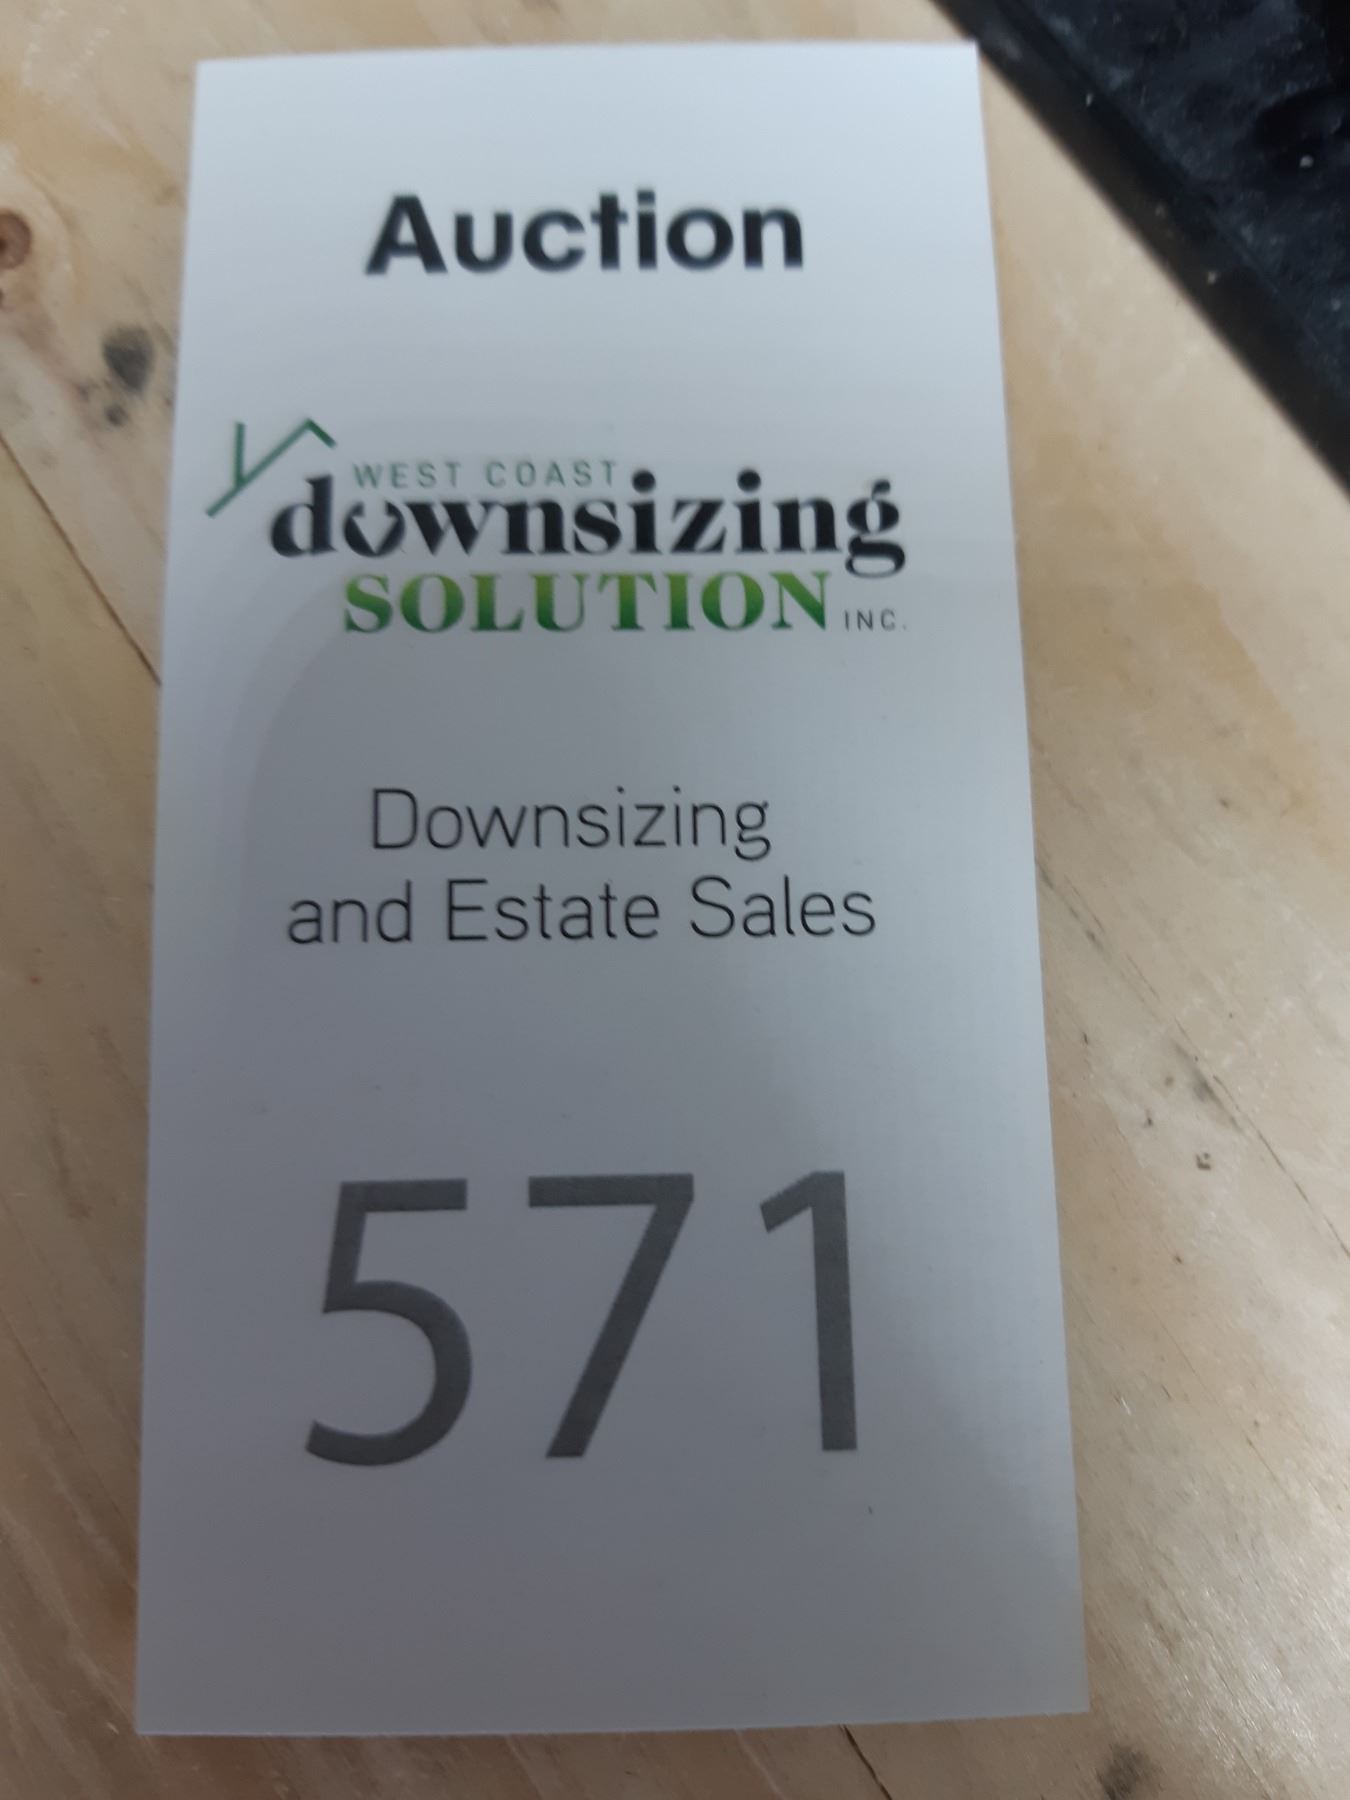 Auction
WEST COAST
downsizing
SOLUTION INC.
Downsizing
and Estate Sales
571